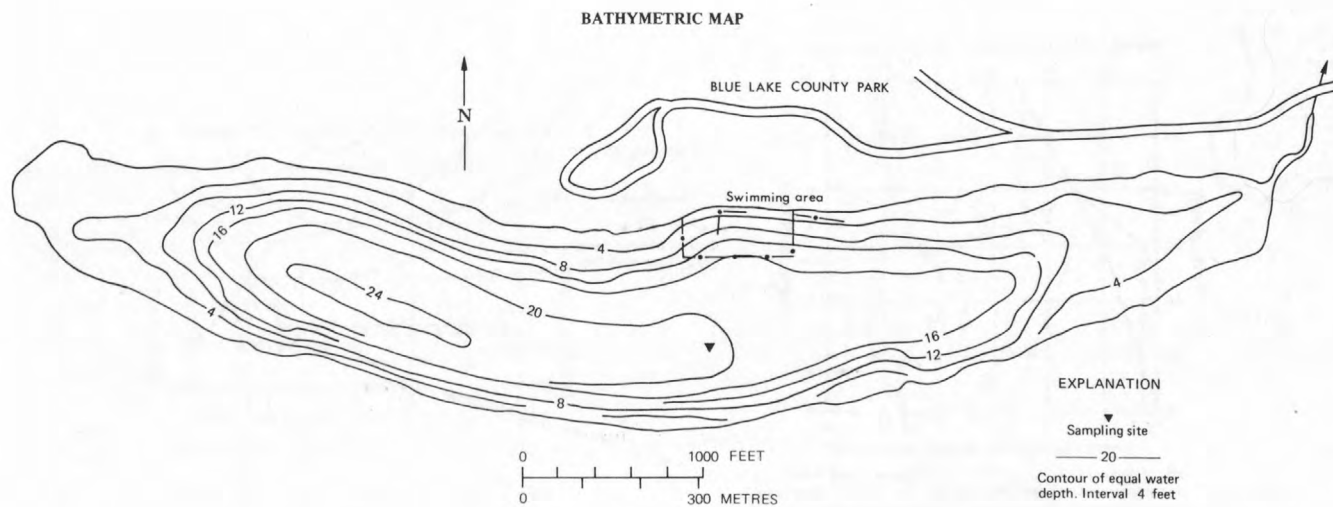 BATHYMETRIC MAP
N
BLUE LAKE COUNTY PARK
Swimming area
12
16
4
8
24
20
4
4
16
12
8
0 1000 FEET
0 300 METRES
EXPLANATION
Sampling site
20
Contour of equal water
depth. Interval 4 feet